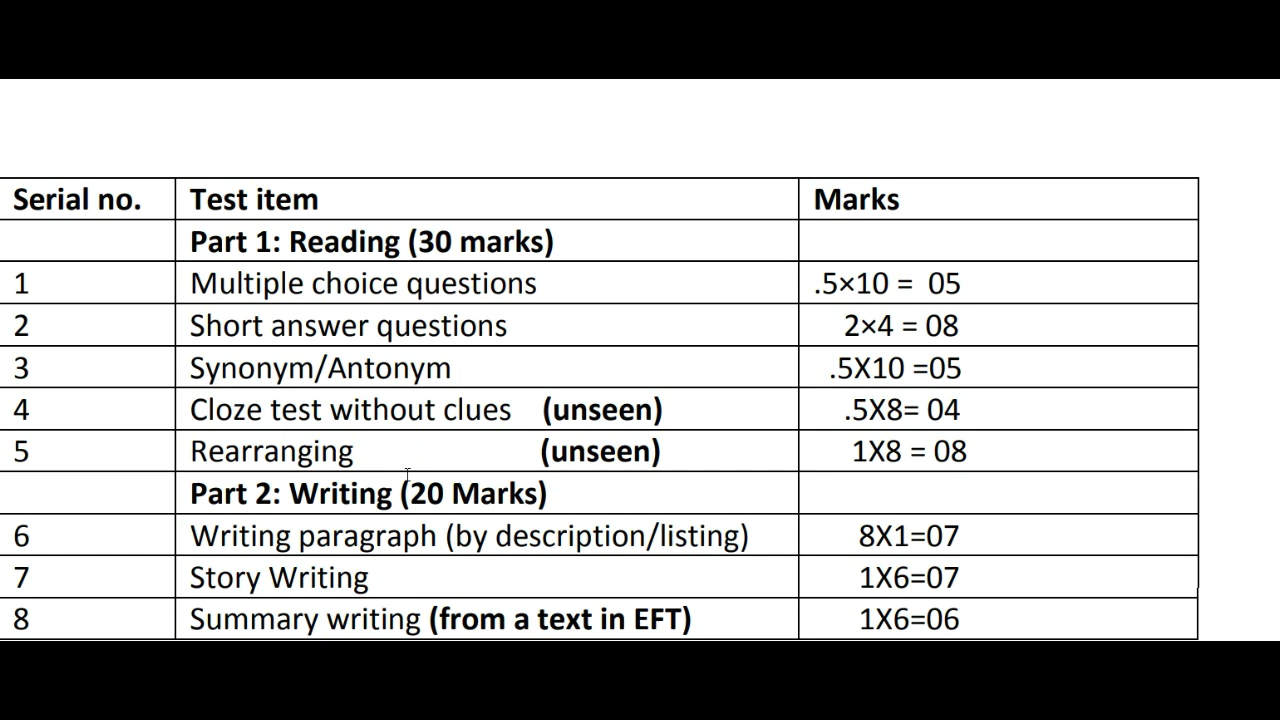 Serial no. Test item Marks
Part 1: Reading (30 marks)
1 Multiple choice questions .5×10 = 05
2 Short answer questions 2×4 = 08
3 Synonym/Antonym .5X10 =05
4 Cloze test without clues (unseen) .5X8= 04
5 Rearranging (unseen) 1X8 = 08
Part 2: Writing (20 Marks)
6 Writing paragraph (by description/listing) 8X1=07
7 Story Writing 1X6=07
8 Summary writing (from a text in EFT) 1X6=06